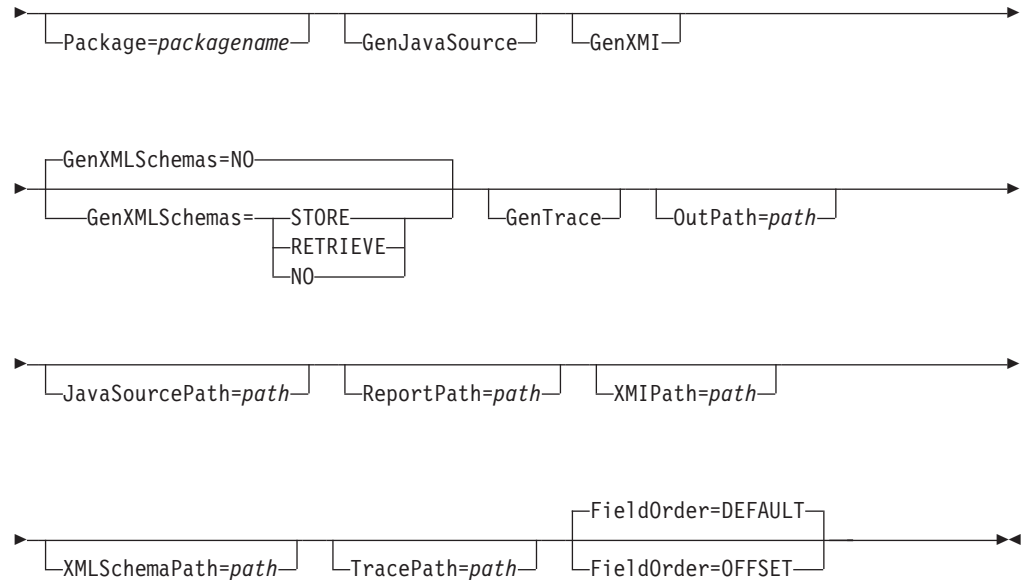 Package=packagename GenJavaSource GenXMI
GenXMLSchemas=NO
GenXMLSchemas= STORE GenTrace OutPath=path
RETRIEVE
NO
JavaSourcePath=path ReportPath=path XMIPath=path
FieldOrder=DEFAULT
XMLSchemaPath=path TracePath=path FieldOrder=OFFSET